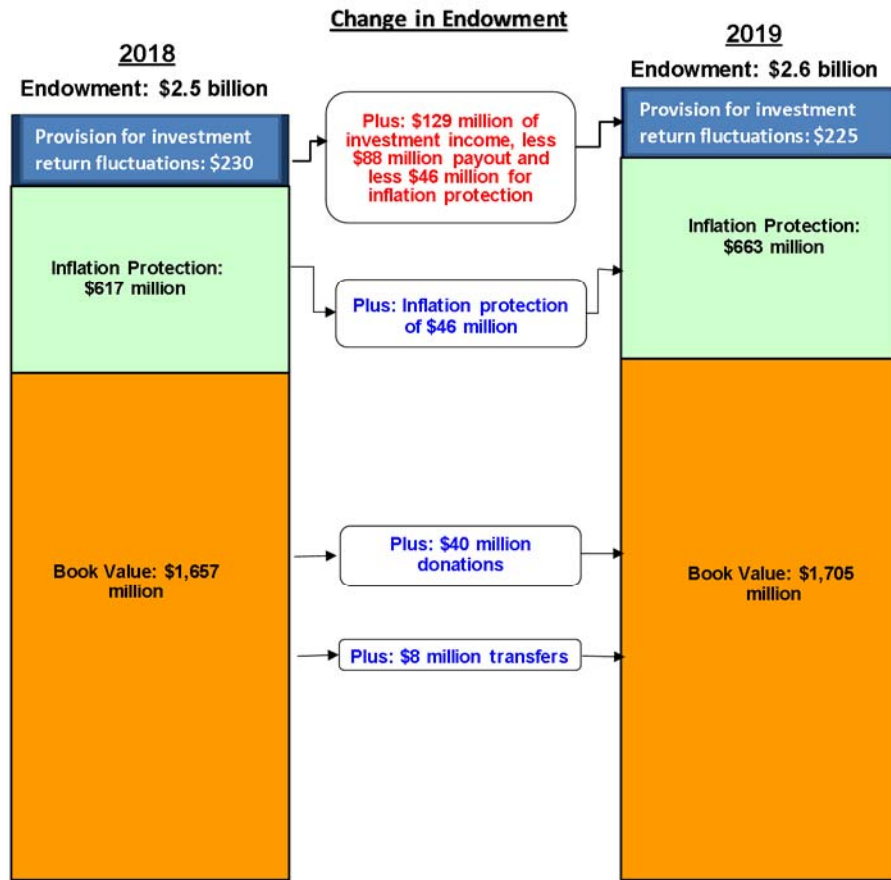 Change in Endowment
2018
Endowment: $2.5 billion
Provision for investment
return fluctuations: $230
Inflation Protection:
$617 million
Book Value: $1,657
million
Plus: $129 million of
investment income, less
$88 million payout and
less $46 million for
inflation protection
Plus: Inflation protection
of $46 million
Plus: $40 million
donations
Plus: $8 million transfers
2019
Endowment: $2.6 billion
Provision for investment
return fluctuations: $225
Inflation Protection:
$663 million
Book Value: $1,705
million